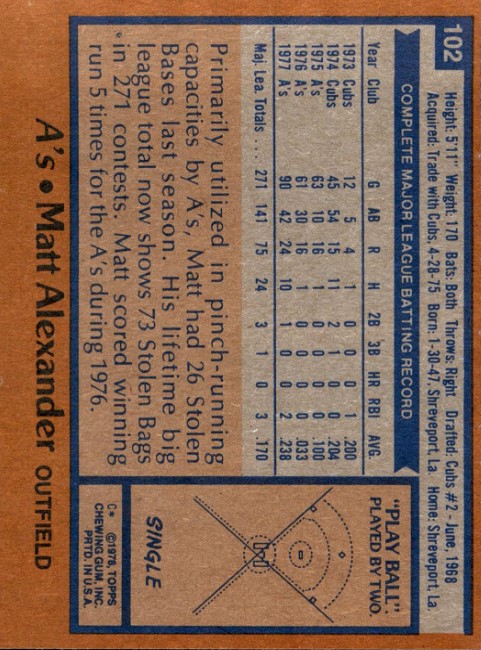 102
Height: 5'11" Weight: 170 Bats: Both Throws: Right Drafted: Cubs #2 - June, 1968
Acquired: Trade with Cubs, 4-28-75 Born: 1-30-47, Shreveport, La. Home: Shreveport, La.
COMPLETE MAJOR LEAGUE BATTING RECORD
Year Club G AB R H 2B 3B HR RBI AVG.
1973 Cubs 12 5 4 1 0 0 0 1 .200
1974 Cubs 45 54 15 11 2 1 0 0 .204
1975 A's 63 10 16 1 0 0 0 0 .100
1976 A's 61 30 16 1 0 0 0 0 .033
1977 A's 90 42 24 10 1 0 0 2 .238
Maj. Lea. Totals . . . 271 141 75 24 3 1 0 3 .170
Primarily utilized in pinch-running
capacities by A's, Matt had 26 Stolen
Bases last season. His lifetime big
league total now shows 73 Stolen Bags
in 271 contests. Matt scored winning
run 5 times for the A's during 1976.
"PLAY BALL":
PLAYED BY TWO.
SINGLE
C* ©1978, TOPPS
CHEWING GUM, INC.
PRTD. IN U.S.A.
A's • Matt Alexander OUTFIELD